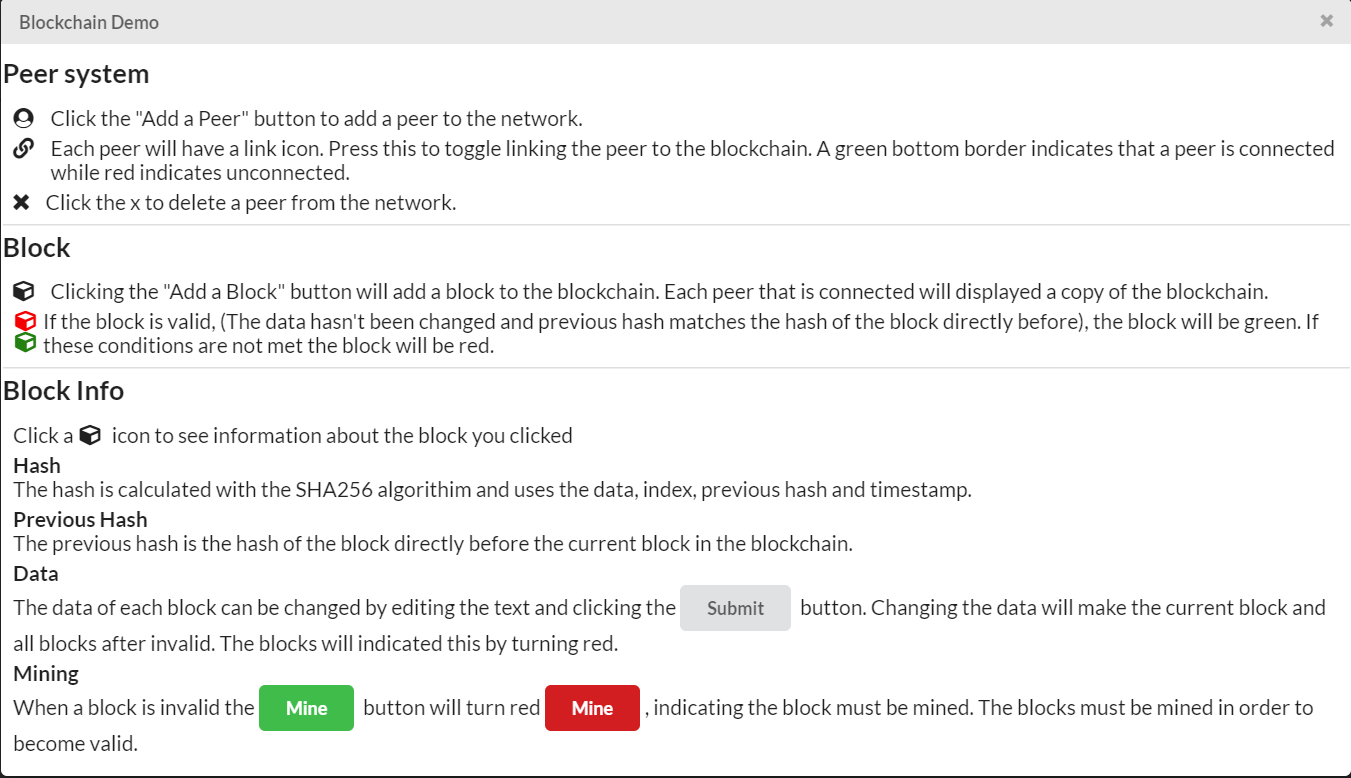 Blockchain Demo
Peer system
Click the "Add a Peer" button to add a peer to the network.
Each peer will have a link icon. Press this to toggle linking the peer to the blockchain. A green bottom border indicates that a peer is connected
while red indicates unconnected.
Click the x to delete a peer from the network.
Block
Clicking the "Add a Block" button will add a block to the blockchain. Each peer that is connected will displayed a copy of the blockchain.
If the block is valid, (The data hasn't been changed and previous hash matches the hash of the block directly before), the block will be green. If
these conditions are not met the block will be red.
Block Info
Click a icon to see information about the block you clicked
Hash
The hash is calculated with the SHA256 algorithim and uses the data, index, previous hash and timestamp.
Previous Hash
The previous hash is the hash of the block directly before the current block in the blockchain.
Data
The data of each block can be changed by editing the text and clicking the Submit button. Changing the data will make the current block and
all blocks after invalid. The blocks will indicated this by turning red.
Mining
When a block is invalid the Mine button will turn red Mine , indicating the block must be mined. The blocks must be mined in order to
become valid.